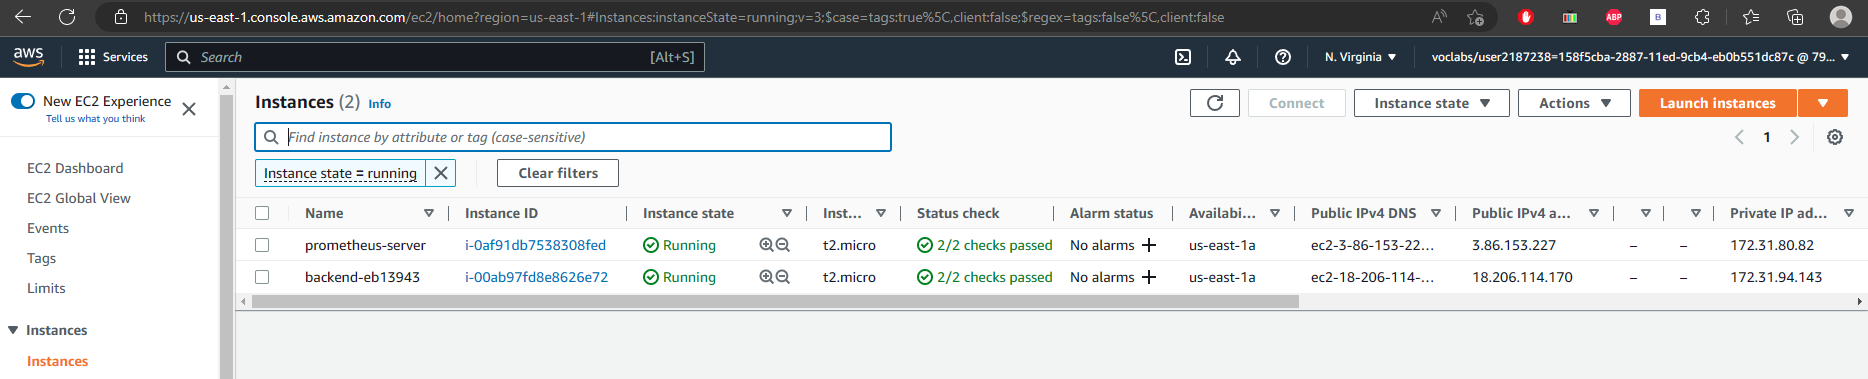 https://us-east-1.console.aws.amazon.com/ec2/home?region=us-east-1#Instances:instanceState=running;v=3;$case=tags:true%5C,client:false;$regex=tags:false%5C,client:false
aws Services Search [Alt+S] N. Virginia voclabs/user2187238=158f5cba-2887-11ed-9cb4-eb0b551dc87c @ 79...
New EC2 Experience
Tell us what you think
EC2 Dashboard
EC2 Global View
Events
Tags
Limits
Instances
Instances
Instances (2) Info Connect Instance state Actions Launch instances
Find instance by attribute or tag (case-sensitive) 1
Instance state = running Clear filters
Name Instance ID Instance state Inst... Status check Alarm status Availabi... Public IPv4 DNS Public IPv4 a... Private IP ad...
prometheus-server i-0af91db7538308fed Running t2.micro 2/2 checks passed No alarms + us-east-1a ec2-3-86-153-22... 3.86.153.227 – – 172.31.80.82
backend-eb13943 i-00ab97fd8e8626e72 Running t2.micro 2/2 checks passed No alarms + us-east-1a ec2-18-206-114-... 18.206.114.170 – – 172.31.94.143